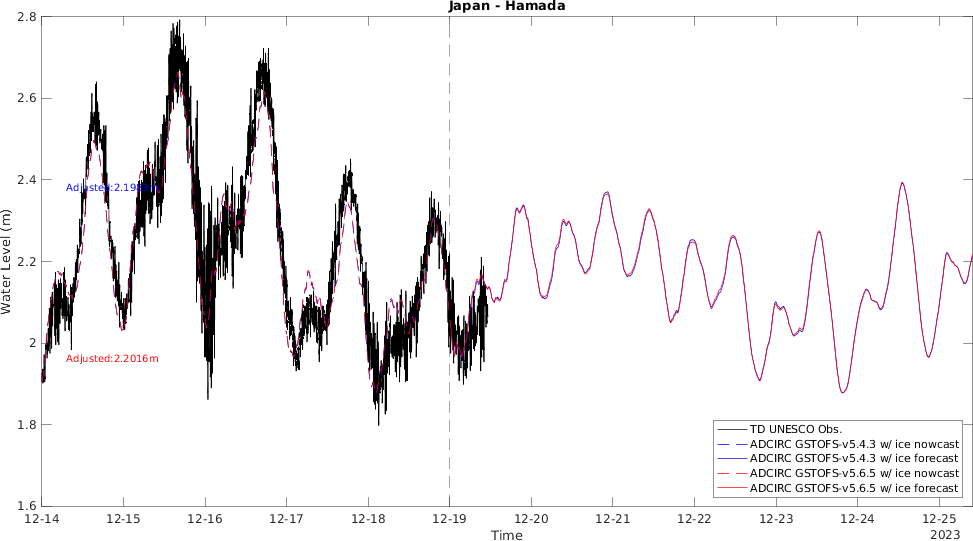 Japan - Hamada
2.8
2.6
2.4
2.2
2
1.8
1.6
Water Level (m)
Adjusted:2.198
Adjusted:2.2016m
TD UNESCO Obs.
ADCIRC GSTOFS-v5.4.3 w/ ice nowcast
ADCIRC GSTOFS-v5.4.3 w/ ice forecast
ADCIRC GSTOFS-v5.6.5 w/ ice nowcast
ADCIRC GSTOFS-v5.6.5 w/ ice forecast
12-14 12-15 12-16 12-17 12-18 12-19 12-20 12-21 12-22 12-23 12-24 12-25
Time
2023